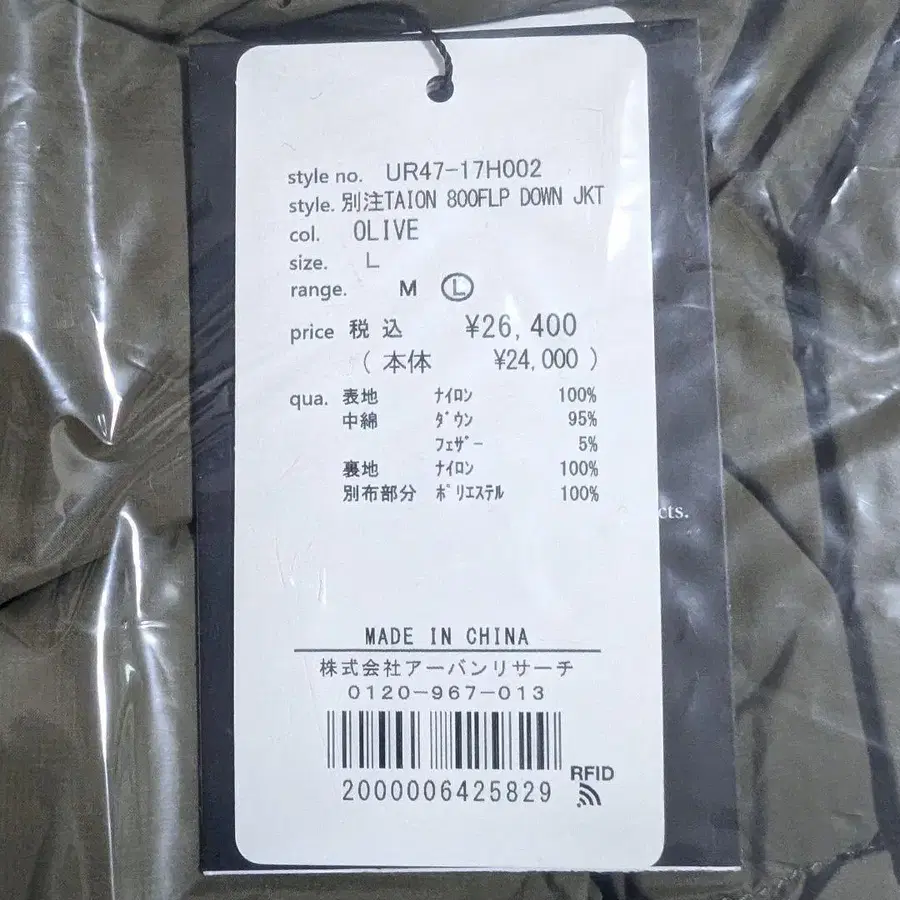 style no. UR47-17H002
style. 別注TAION 800FLP DOWN JKT
col. OLIVE
size. L
range. M L
price 税込 ¥26,400
(本体 ¥24,000)
qua. 表地 ﾅｲﾛﾝ 100%
中綿 ﾀﾞｳﾝ 95%
ﾌｪｻﾞｰ 5%
裏地 ﾅｲﾛﾝ 100%
別布部分 ﾎﾟﾘｴｽﾃﾙ 100%
cts.
MADE IN CHINA
株式会社アーバンリサーチ
0120-967-013
RFID
2000006425829